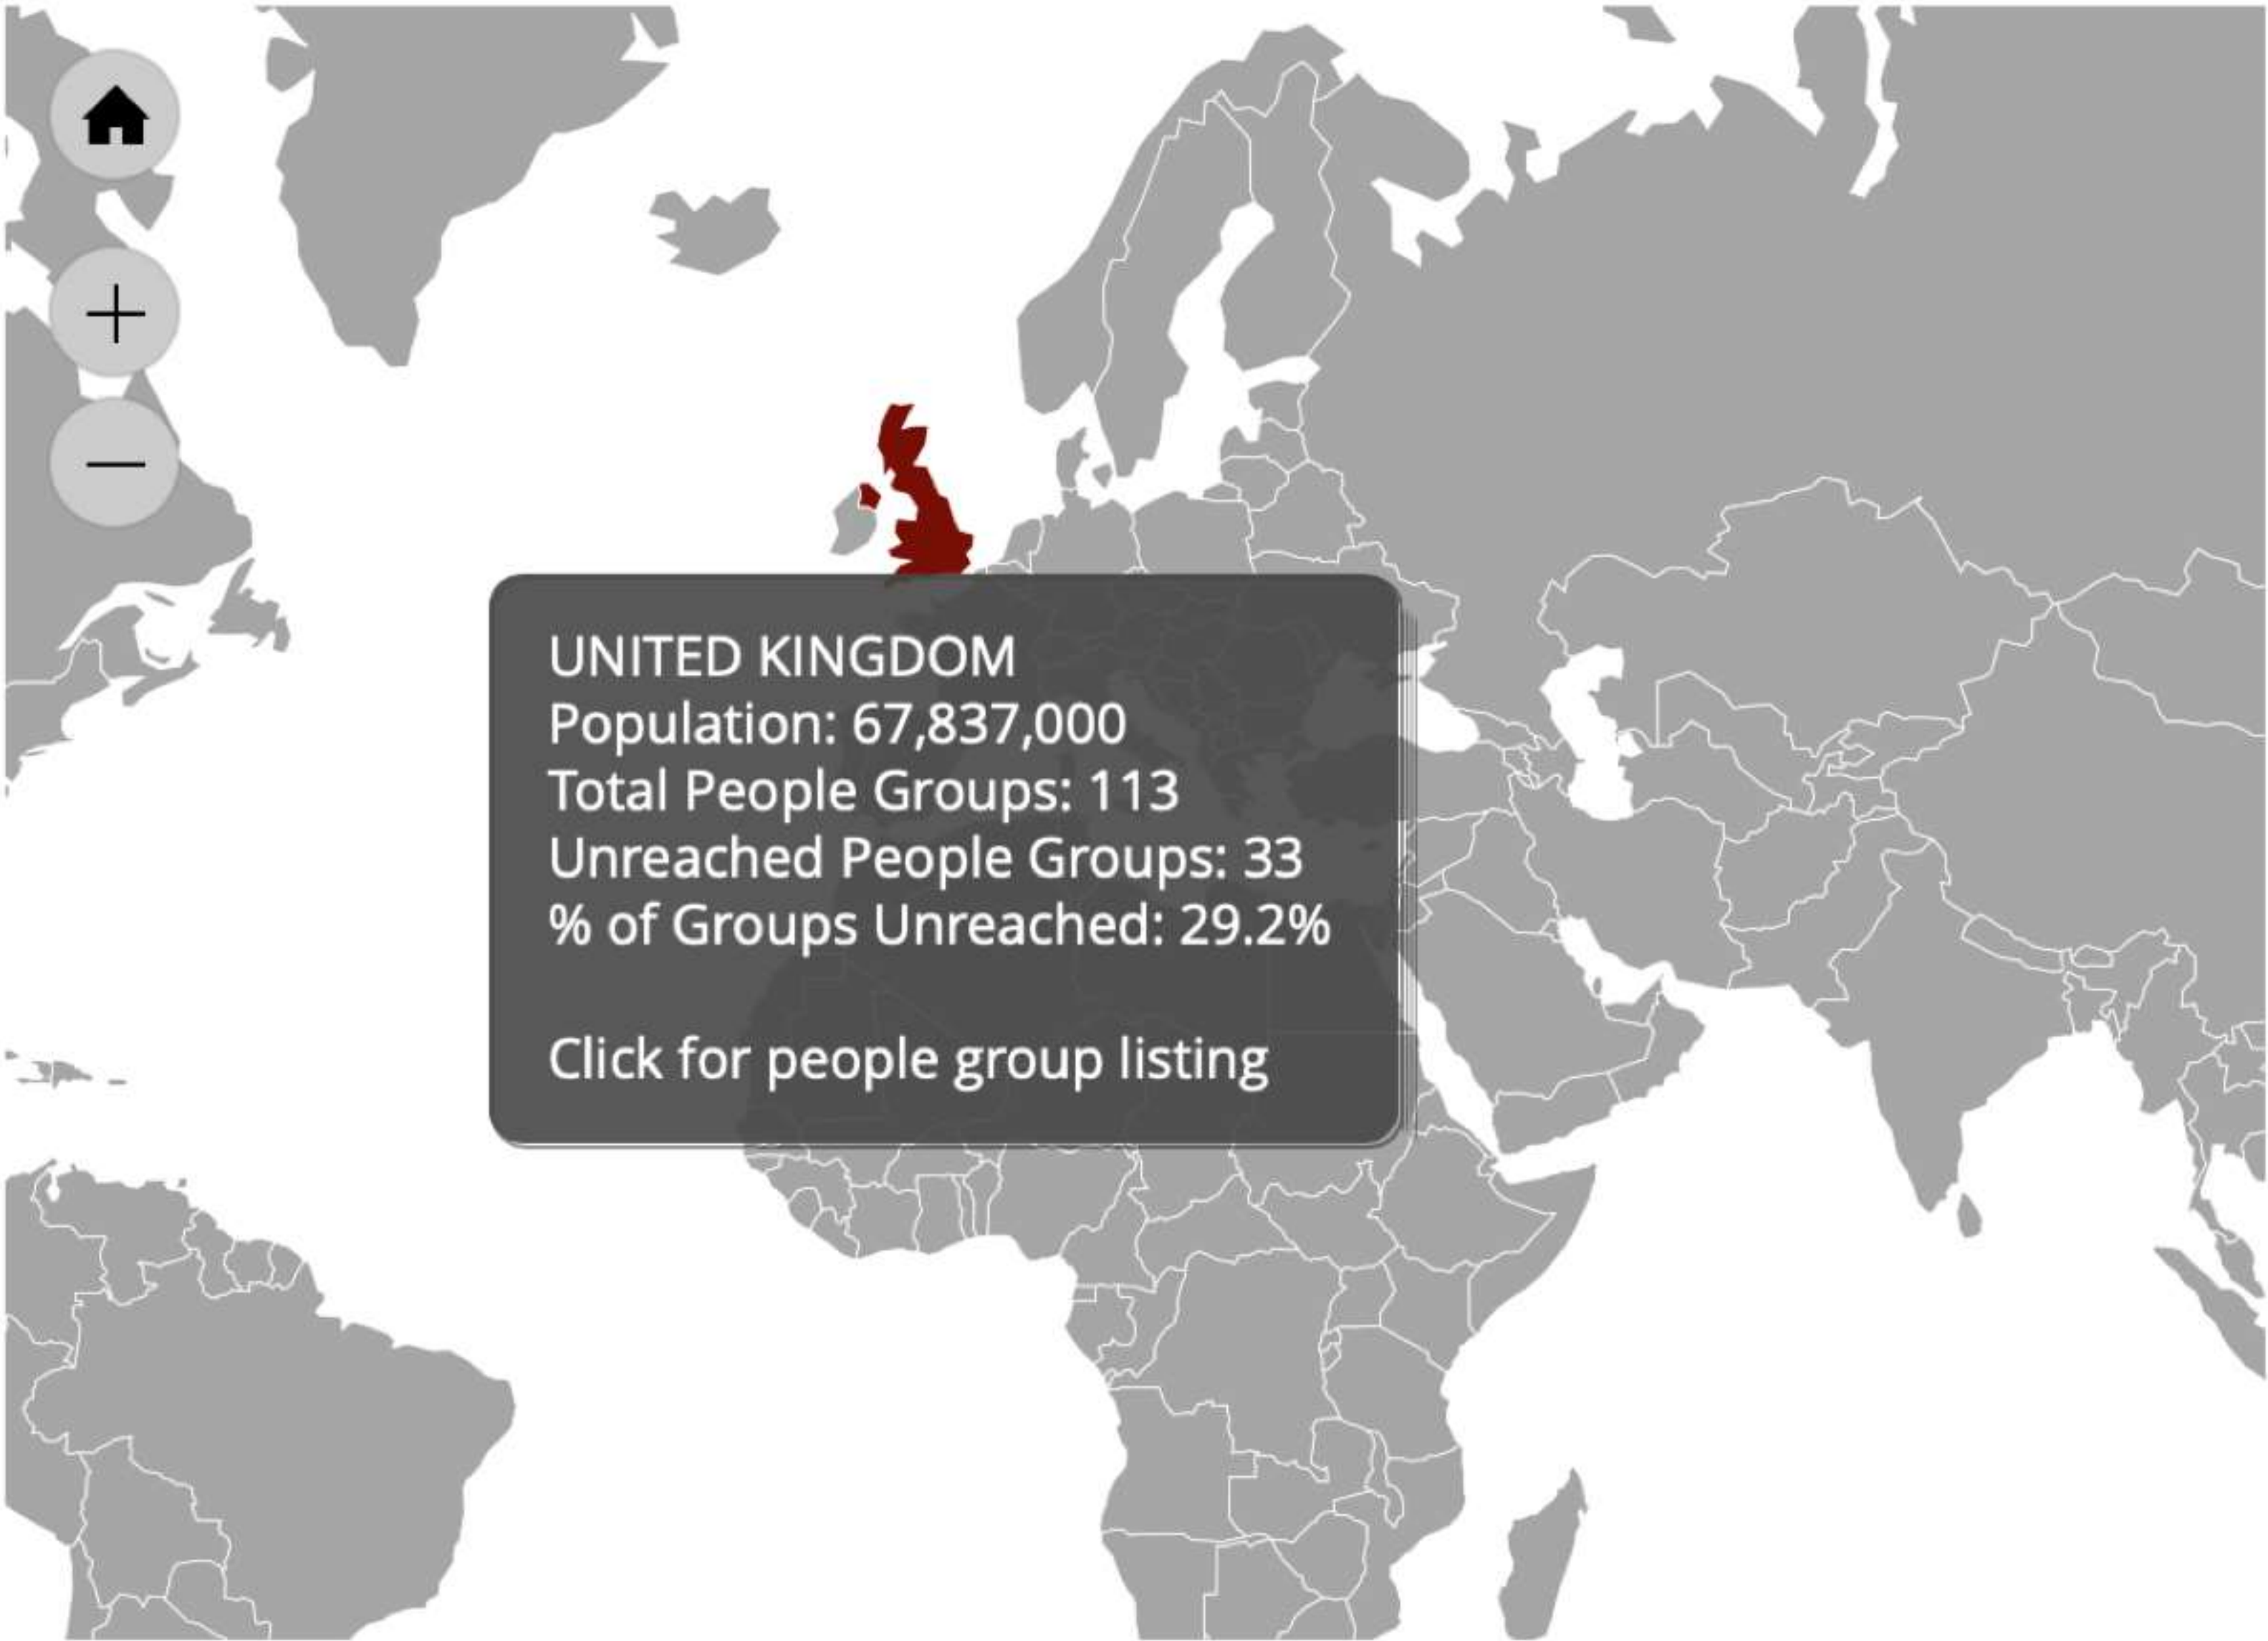 UNITED KINGDOM
Population: 67,837,000
Total People Groups: 113
Unreached People Groups: 33
% of Groups Unreached: 29.2%
Click for people group listing